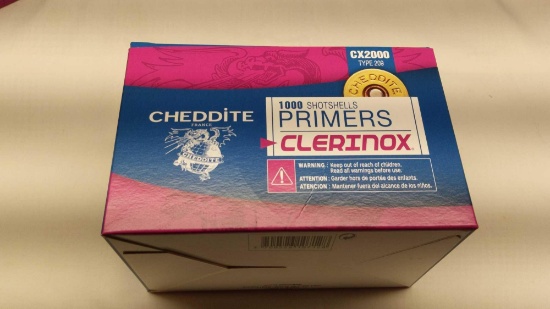 CX2000
TYPE 209
CHEDDITE
1000 SHOTSHELLS
PRIMERS
CLERINOX
CHEDDiTE
FRANCE
CHEDDITE
WARNING : Keep out of reach of children.
Read all warnings before use.
ATTENTION : Garder hors de portée des enfants.
ATENCION : Mantener fuera del alcance de los niños.